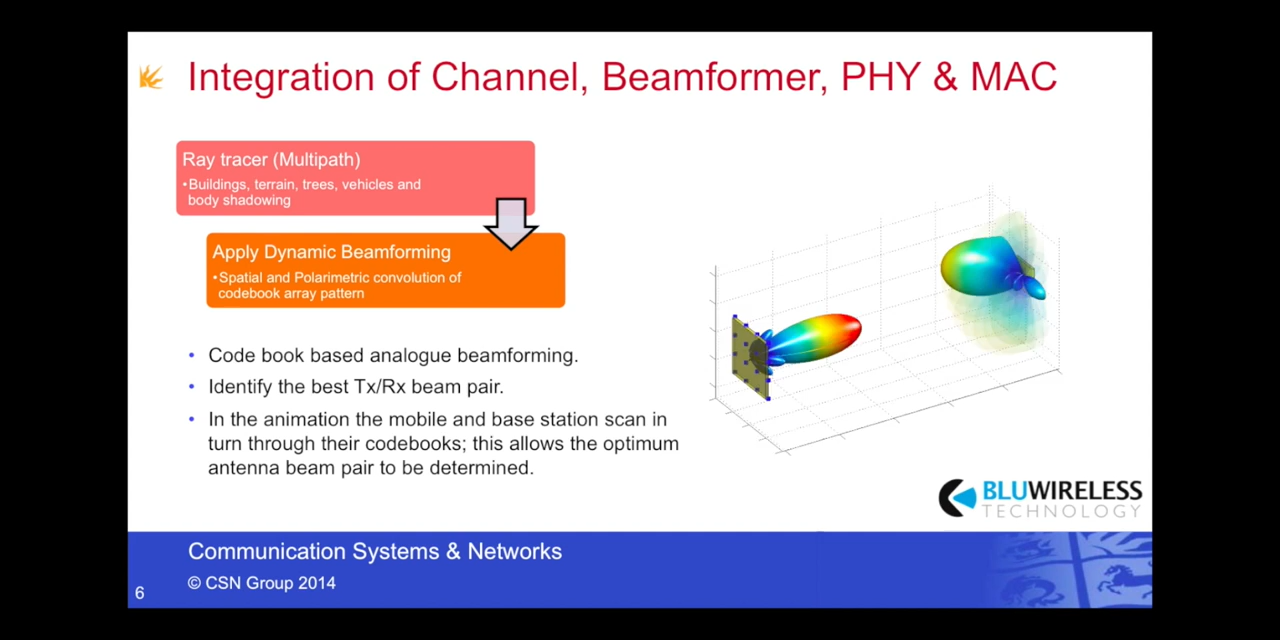 Integration of Channel, Beamformer, PHY & MAC
Ray tracer (Multipath)
•Buildings, terrain, trees, vehicles and
body shadowing
Apply Dynamic Beamforming
•Spatial and Polarimetric convolution of
codebook array pattern
• Code book based analogue beamforming.
• Identify the best Tx/Rx beam pair.
• In the animation the mobile and base station scan in
turn through their codebooks; this allows the optimum
antenna beam pair to be determined.
BLUWIRELESS
TECHNOLOGY
Communication Systems & Networks
© CSN Group 2014
6